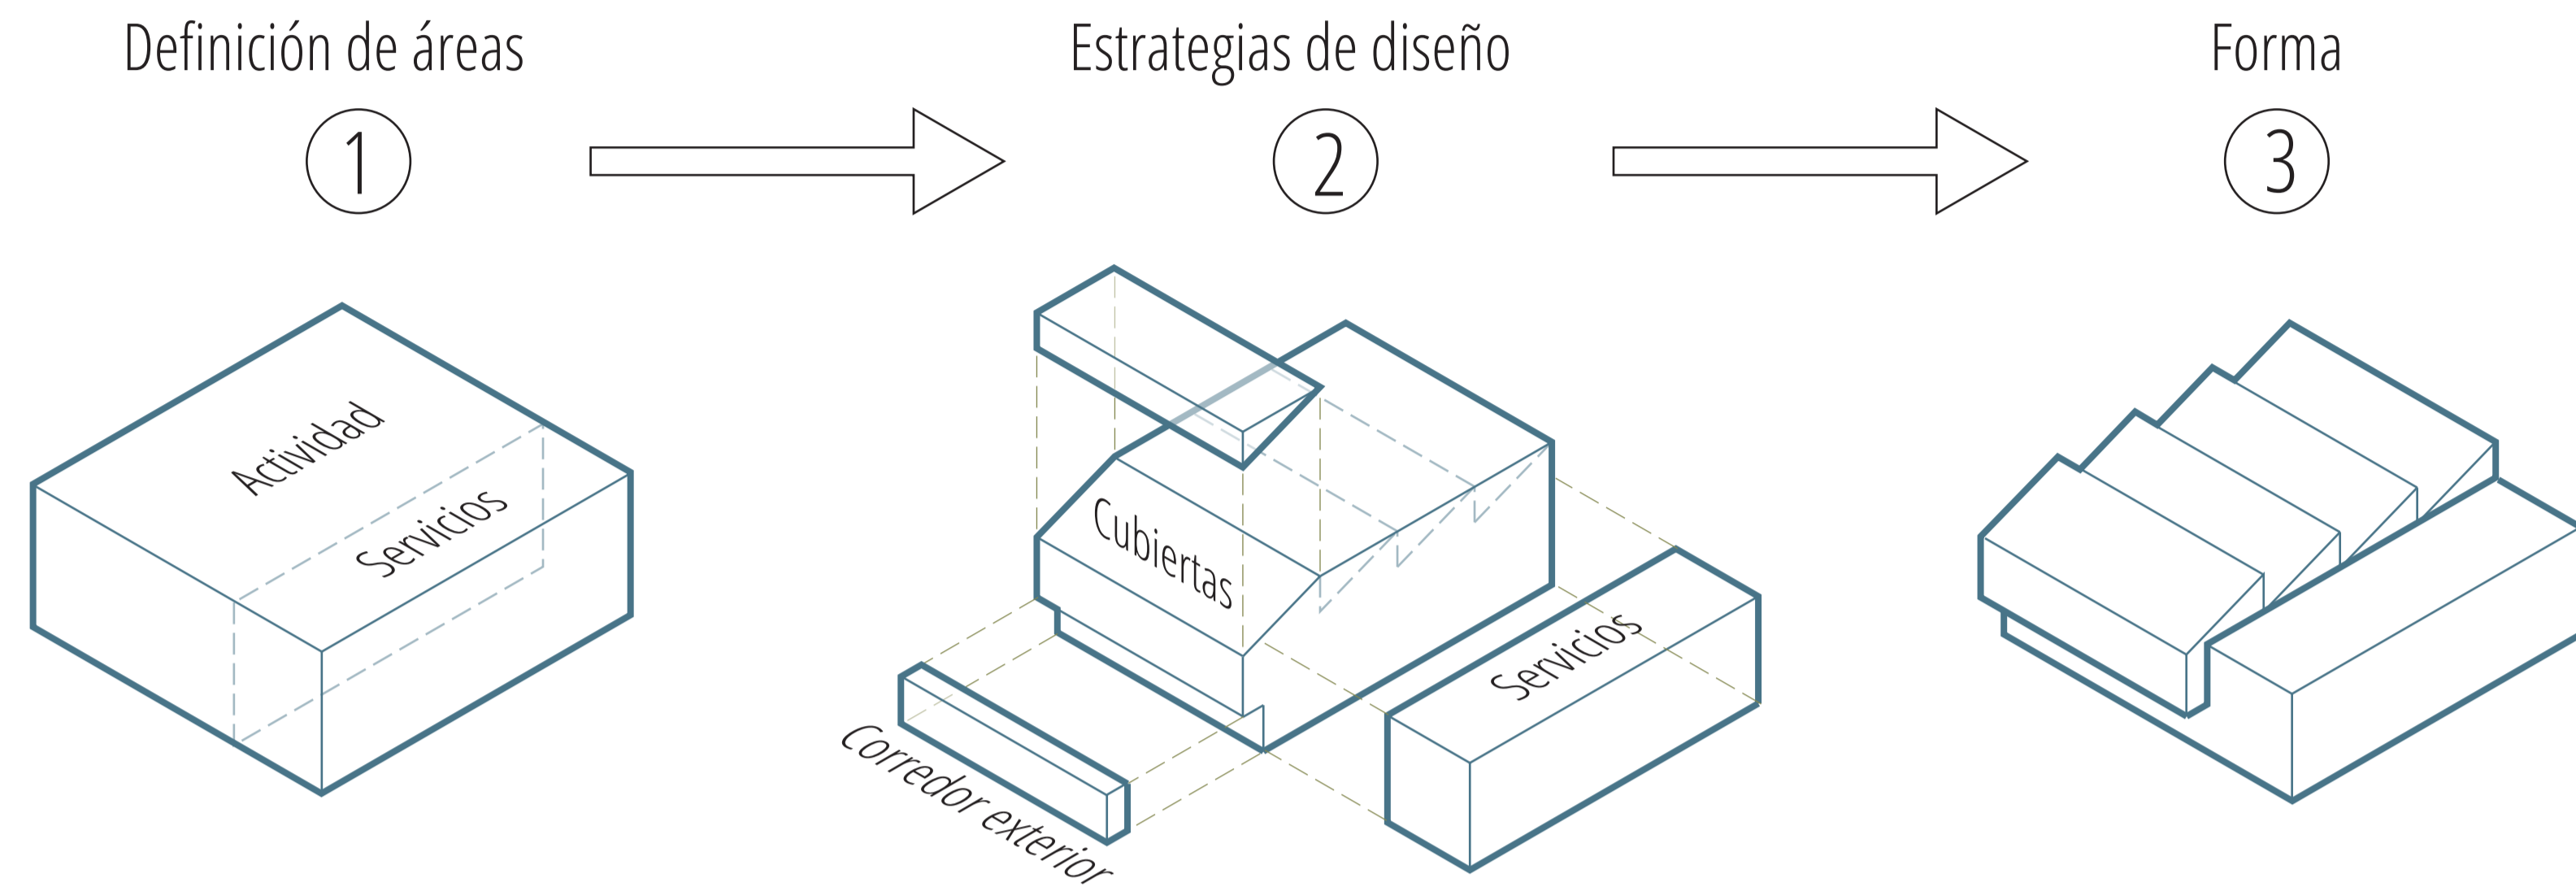 Definición de áreas
Estrategias de diseño
Forma
1
2
3
Actividad
Servicios
Cubiertas
Servicios
Corredor exterior